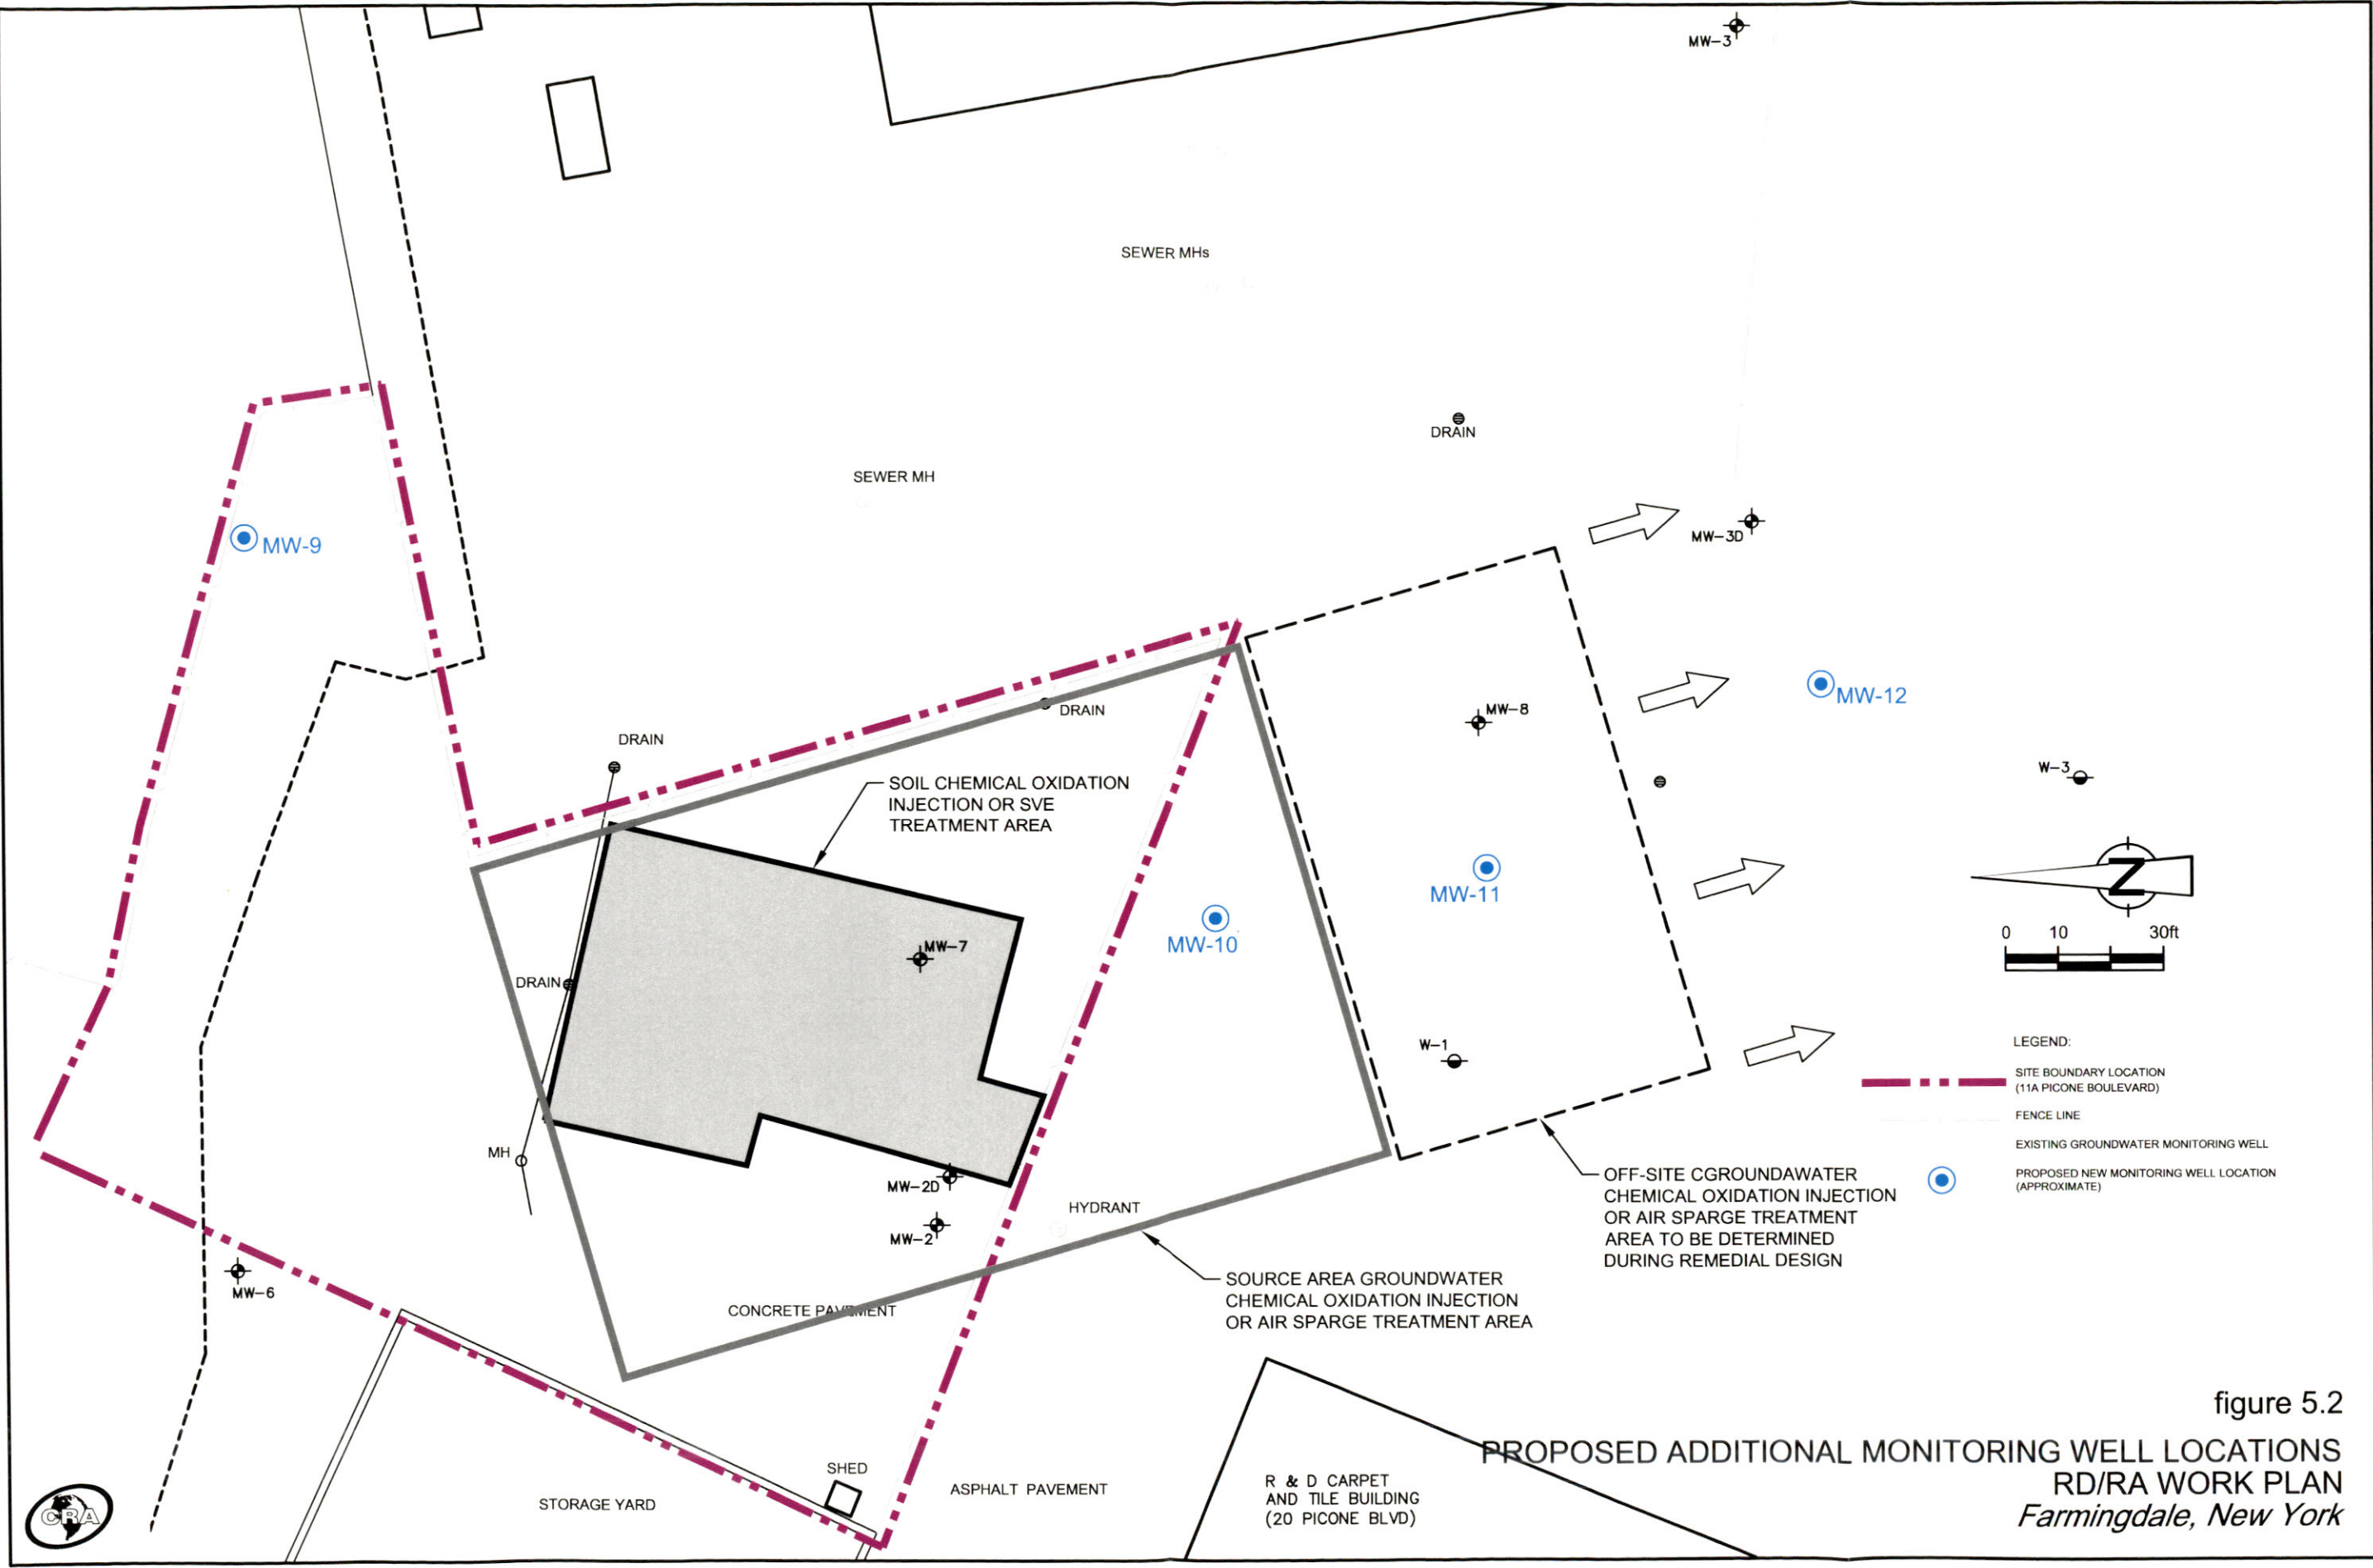 MW-3
SEWER MHs
DRAIN
SEWER MH
MW-3D
MW-9
MW-12
MW-8
DRAIN
DRAIN
W-3
SOIL CHEMICAL OXIDATION
INJECTION OR SVE
TREATMENT AREA
MW-11
N
MW-10
MW-7
0 10 30ft
DRAIN
W-1
LEGEND:
SITE BOUNDARY LOCATION
(11A PICONE BOULEVARD)
FENCE LINE
EXISTING GROUNDWATER MONITORING WELL
PROPOSED NEW MONITORING WELL LOCATION
(APPROXIMATE)
MH
MW-2D
OFF-SITE CGROUNDAWATER
CHEMICAL OXIDATION INJECTION
OR AIR SPARGE TREATMENT
AREA TO BE DETERMINED
DURING REMEDIAL DESIGN
HYDRANT
MW-2
MW-6
SOURCE AREA GROUNDWATER
CHEMICAL OXIDATION INJECTION
OR AIR SPARGE TREATMENT AREA
CONCRETE PAVEMENT
figure 5.2
PROPOSED ADDITIONAL MONITORING WELL LOCATIONS
RD/RA WORK PLAN
Farmingdale, New York
SHED
STORAGE YARD
ASPHALT PAVEMENT
R & D CARPET
AND TILE BUILDING
(20 PICONE BLVD)
CRA